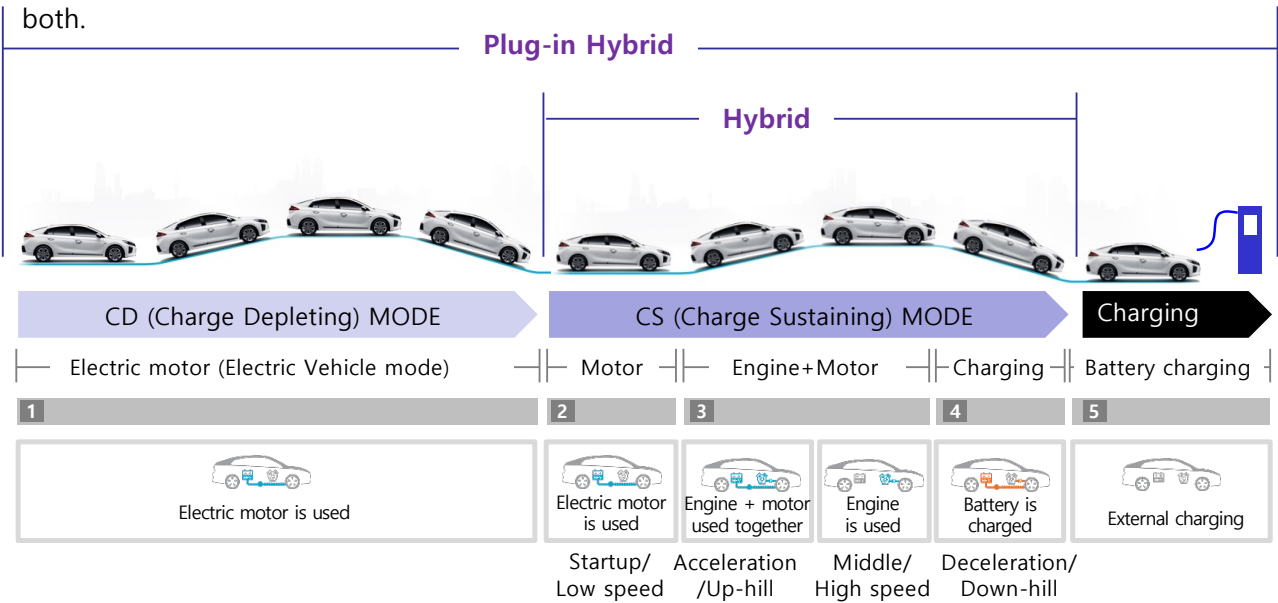 both.
Plug-in Hybrid
Hybrid
CD (Charge Depleting) MODE
CS (Charge Sustaining) MODE
Charging
Electric motor (Electric Vehicle mode)
Motor
Engine+Motor
Charging
Battery charging
1
2
3
4
5
Electric motor is used
Electric motor
is used
Engine + motor
used together
Engine
is used
Battery is
charged
External charging
Startup/
Low speed
Acceleration
/Up-hill
Middle/
High speed
Deceleration/
Down-hill